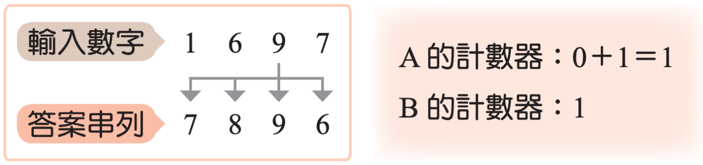 輸入數字 1 6 9 7
答案串列 7 8 9 6
A 的計數器：0+1=1
B 的計數器：1